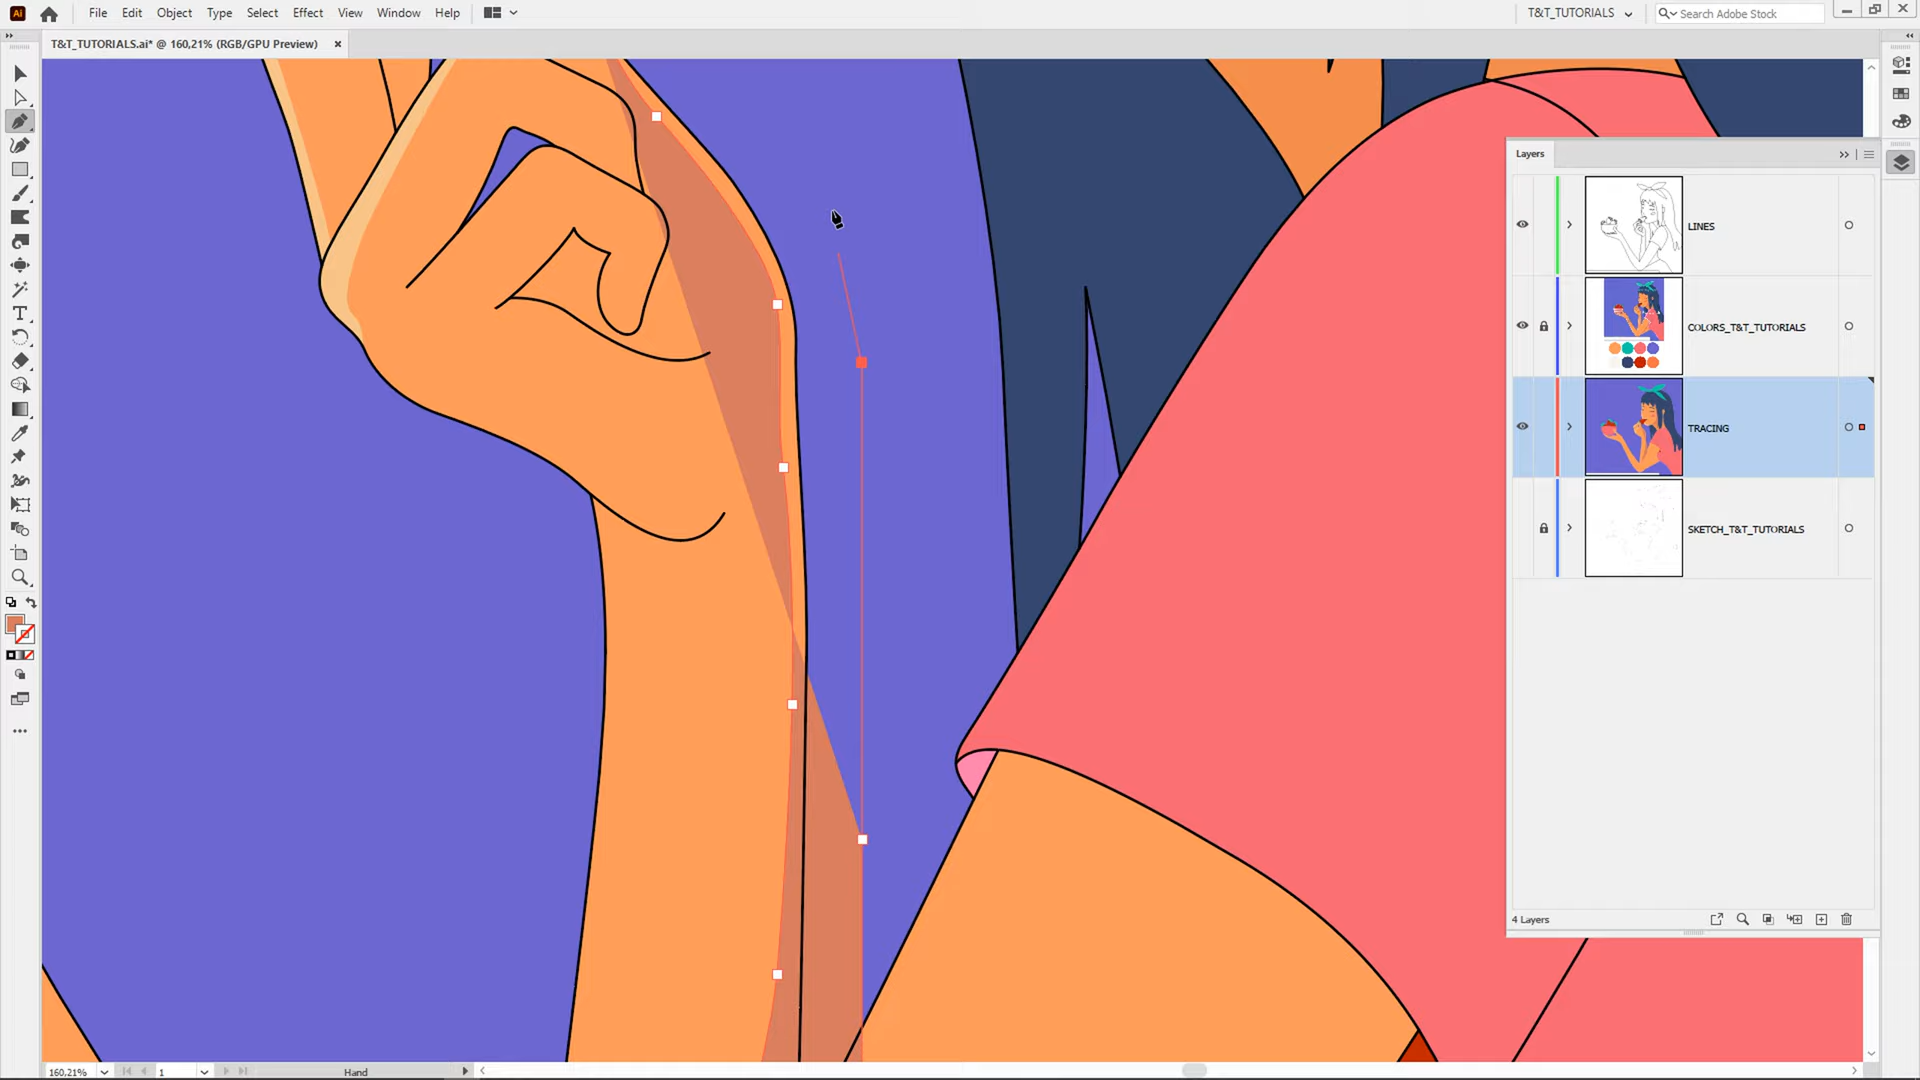 Ai File Edit Object Type Select Effect View Window Help T&T_TUTORIALS Search Adobe Stock
T&T_TUTORIALS.ai* @ 160,21% (RGB/GPU Preview) ×
Layers
LINES
COLORS_T&T_TUTORIALS
TRACING
SKETCH_T&T_TUTORIALS
4 Layers
160,21% 1 Hand